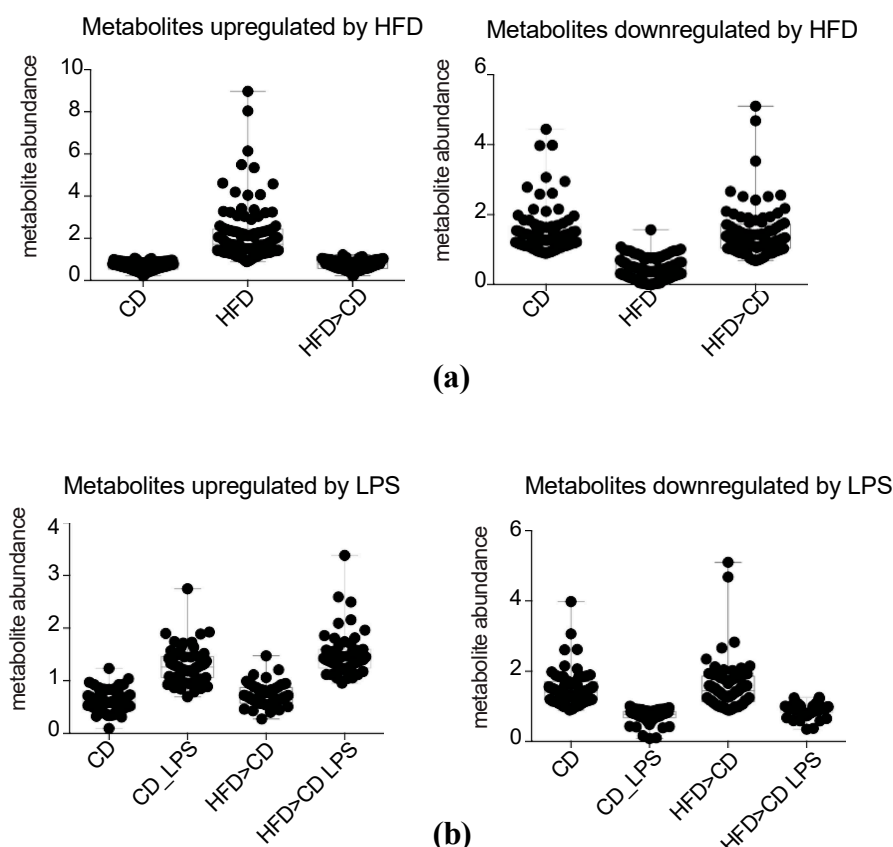 Metabolites upregulated by HFD
metabolite abundance
10
8
6
4
2
0
CD
HFD
HFD>CD
Metabolites downregulated by HFD
metabolite abundance
6
4
2
0
CD
HFD
HFD>CD
(a)
Metabolites upregulated by LPS
metabolite abundance
4
3
2
1
0
CD
CD_LPS
HFD>CD
HFD>CD LPS
Metabolites downregulated by LPS
metabolite abundance
6
4
2
0
CD
CD_LPS
HFD>CD
HFD>CD LPS
(b)